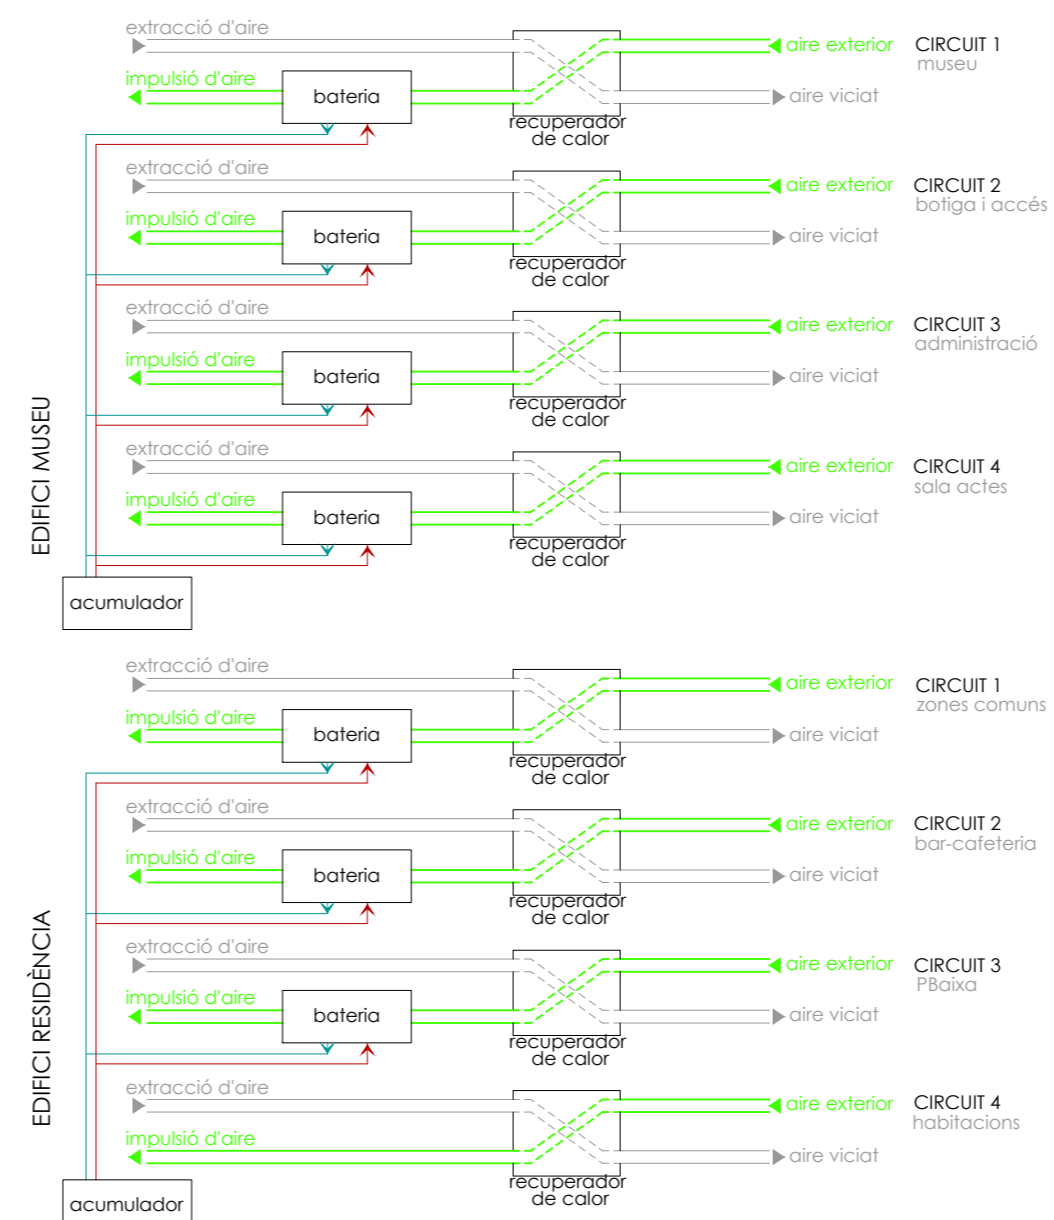 EDIFICI MUSEU
extracció d'aire
aire exterior
CIRCUIT 1
museu
impulsió d'aire
bateria
aire viciat
recuperador
de calor
extracció d'aire
aire exterior
CIRCUIT 2
botiga i accés
impulsió d'aire
bateria
aire viciat
recuperador
de calor
extracció d'aire
aire exterior
CIRCUIT 3
administració
impulsió d'aire
bateria
aire viciat
recuperador
de calor
extracció d'aire
aire exterior
CIRCUIT 4
sala actes
impulsió d'aire
bateria
aire viciat
recuperador
de calor
acumulador
EDIFICI RESIDÈNCIA
extracció d'aire
aire exterior
CIRCUIT 1
zones comuns
impulsió d'aire
bateria
aire viciat
recuperador
de calor
extracció d'aire
aire exterior
CIRCUIT 2
bar-cafeteria
impulsió d'aire
bateria
aire viciat
recuperador
de calor
extracció d'aire
aire exterior
CIRCUIT 3
PBaixa
impulsió d'aire
bateria
aire viciat
recuperador
de calor
extracció d'aire
aire exterior
CIRCUIT 4
habitacions
impulsió d'aire
aire viciat
recuperador
de calor
acumulador